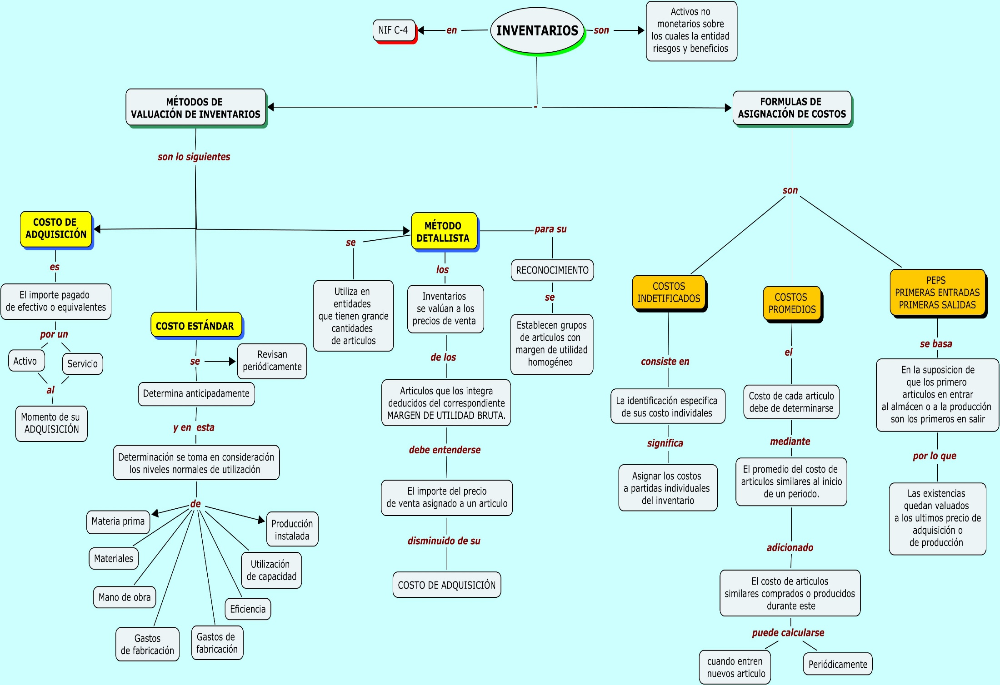 INVENTARIOS
en
NIF C-4
son
Activos no
monetarios sobre
los cuales la entidad
riesgos y beneficios
-
MÉTODOS DE
VALUACIÓN DE INVENTARIOS
son lo siguientes
COSTO DE
ADQUISICIÓN
es
El importe pagado
de efectivo o equivalentes
por un
Activo
Servicio
al
Momento de su
ADQUISICIÓN
COSTO ESTÁNDAR
se
Revisan
periódicamente
Determina anticipadamente
y en esta
Determinación se toma en consideración
los niveles normales de utilización
de
Materia prima
Materiales
Mano de obra
Gastos
de fabricación
Gastos de
fabricación
Eficiencia
Utilización
de capacidad
Producción
instalada
MÉTODO
DETALLISTA
se
Utiliza en
entidades
que tienen grande
cantidades
de articulos
los
Inventarios
se valúan a los
precios de venta
de los
Articulos que los integra
deducidos del correspondiente
MARGEN DE UTILIDAD BRUTA.
debe entenderse
El importe del precio
de venta asignado a un articulo
disminuido de su
COSTO DE ADQUISICIÓN
para su
RECONOCIMIENTO
se
Establecen grupos
de articulos con
margen de utilidad
homogéneo
FORMULAS DE
ASIGNACIÓN DE COSTOS
son
COSTOS
INDETIFICADOS
consiste en
La identificación especifica
de sus costo individales
significa
Asignar los costos
a partidas individuales
del inventario
COSTOS
PROMEDIOS
el
Costo de cada articulo
debe de determinarse
mediante
El promedio del costo de
articulos similares al inicio
de un periodo.
adicionado
El costo de articulos
similares comprados o producidos
durante este
puede calcularse
cuando entren
nuevos articulo
Periódicamente
PEPS
PRIMERAS ENTRADAS
PRIMERAS SALIDAS
se basa
En la suposicion de
que los primero
articulos en entrar
al almácen o a la producción
son los primeros en salir
por lo que
Las existencias
quedan valuados
a los ultimos precio de
adquisición o
de producción